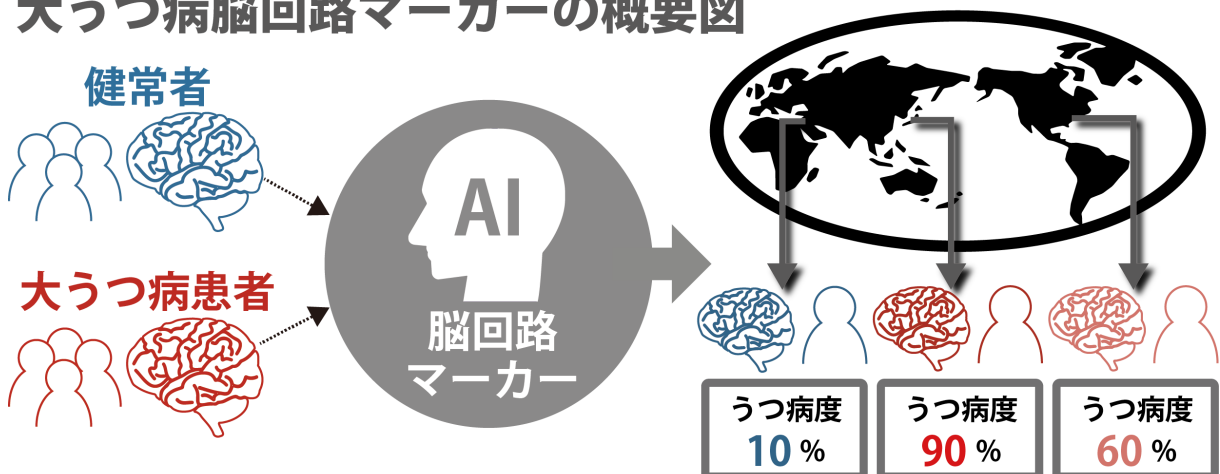 大うつ病脳回路マーカーの概要図
健常者
大うつ病患者
AI
脳回路
マーカー
うつ病度
10 %
うつ病度
90 %
うつ病度
60 %